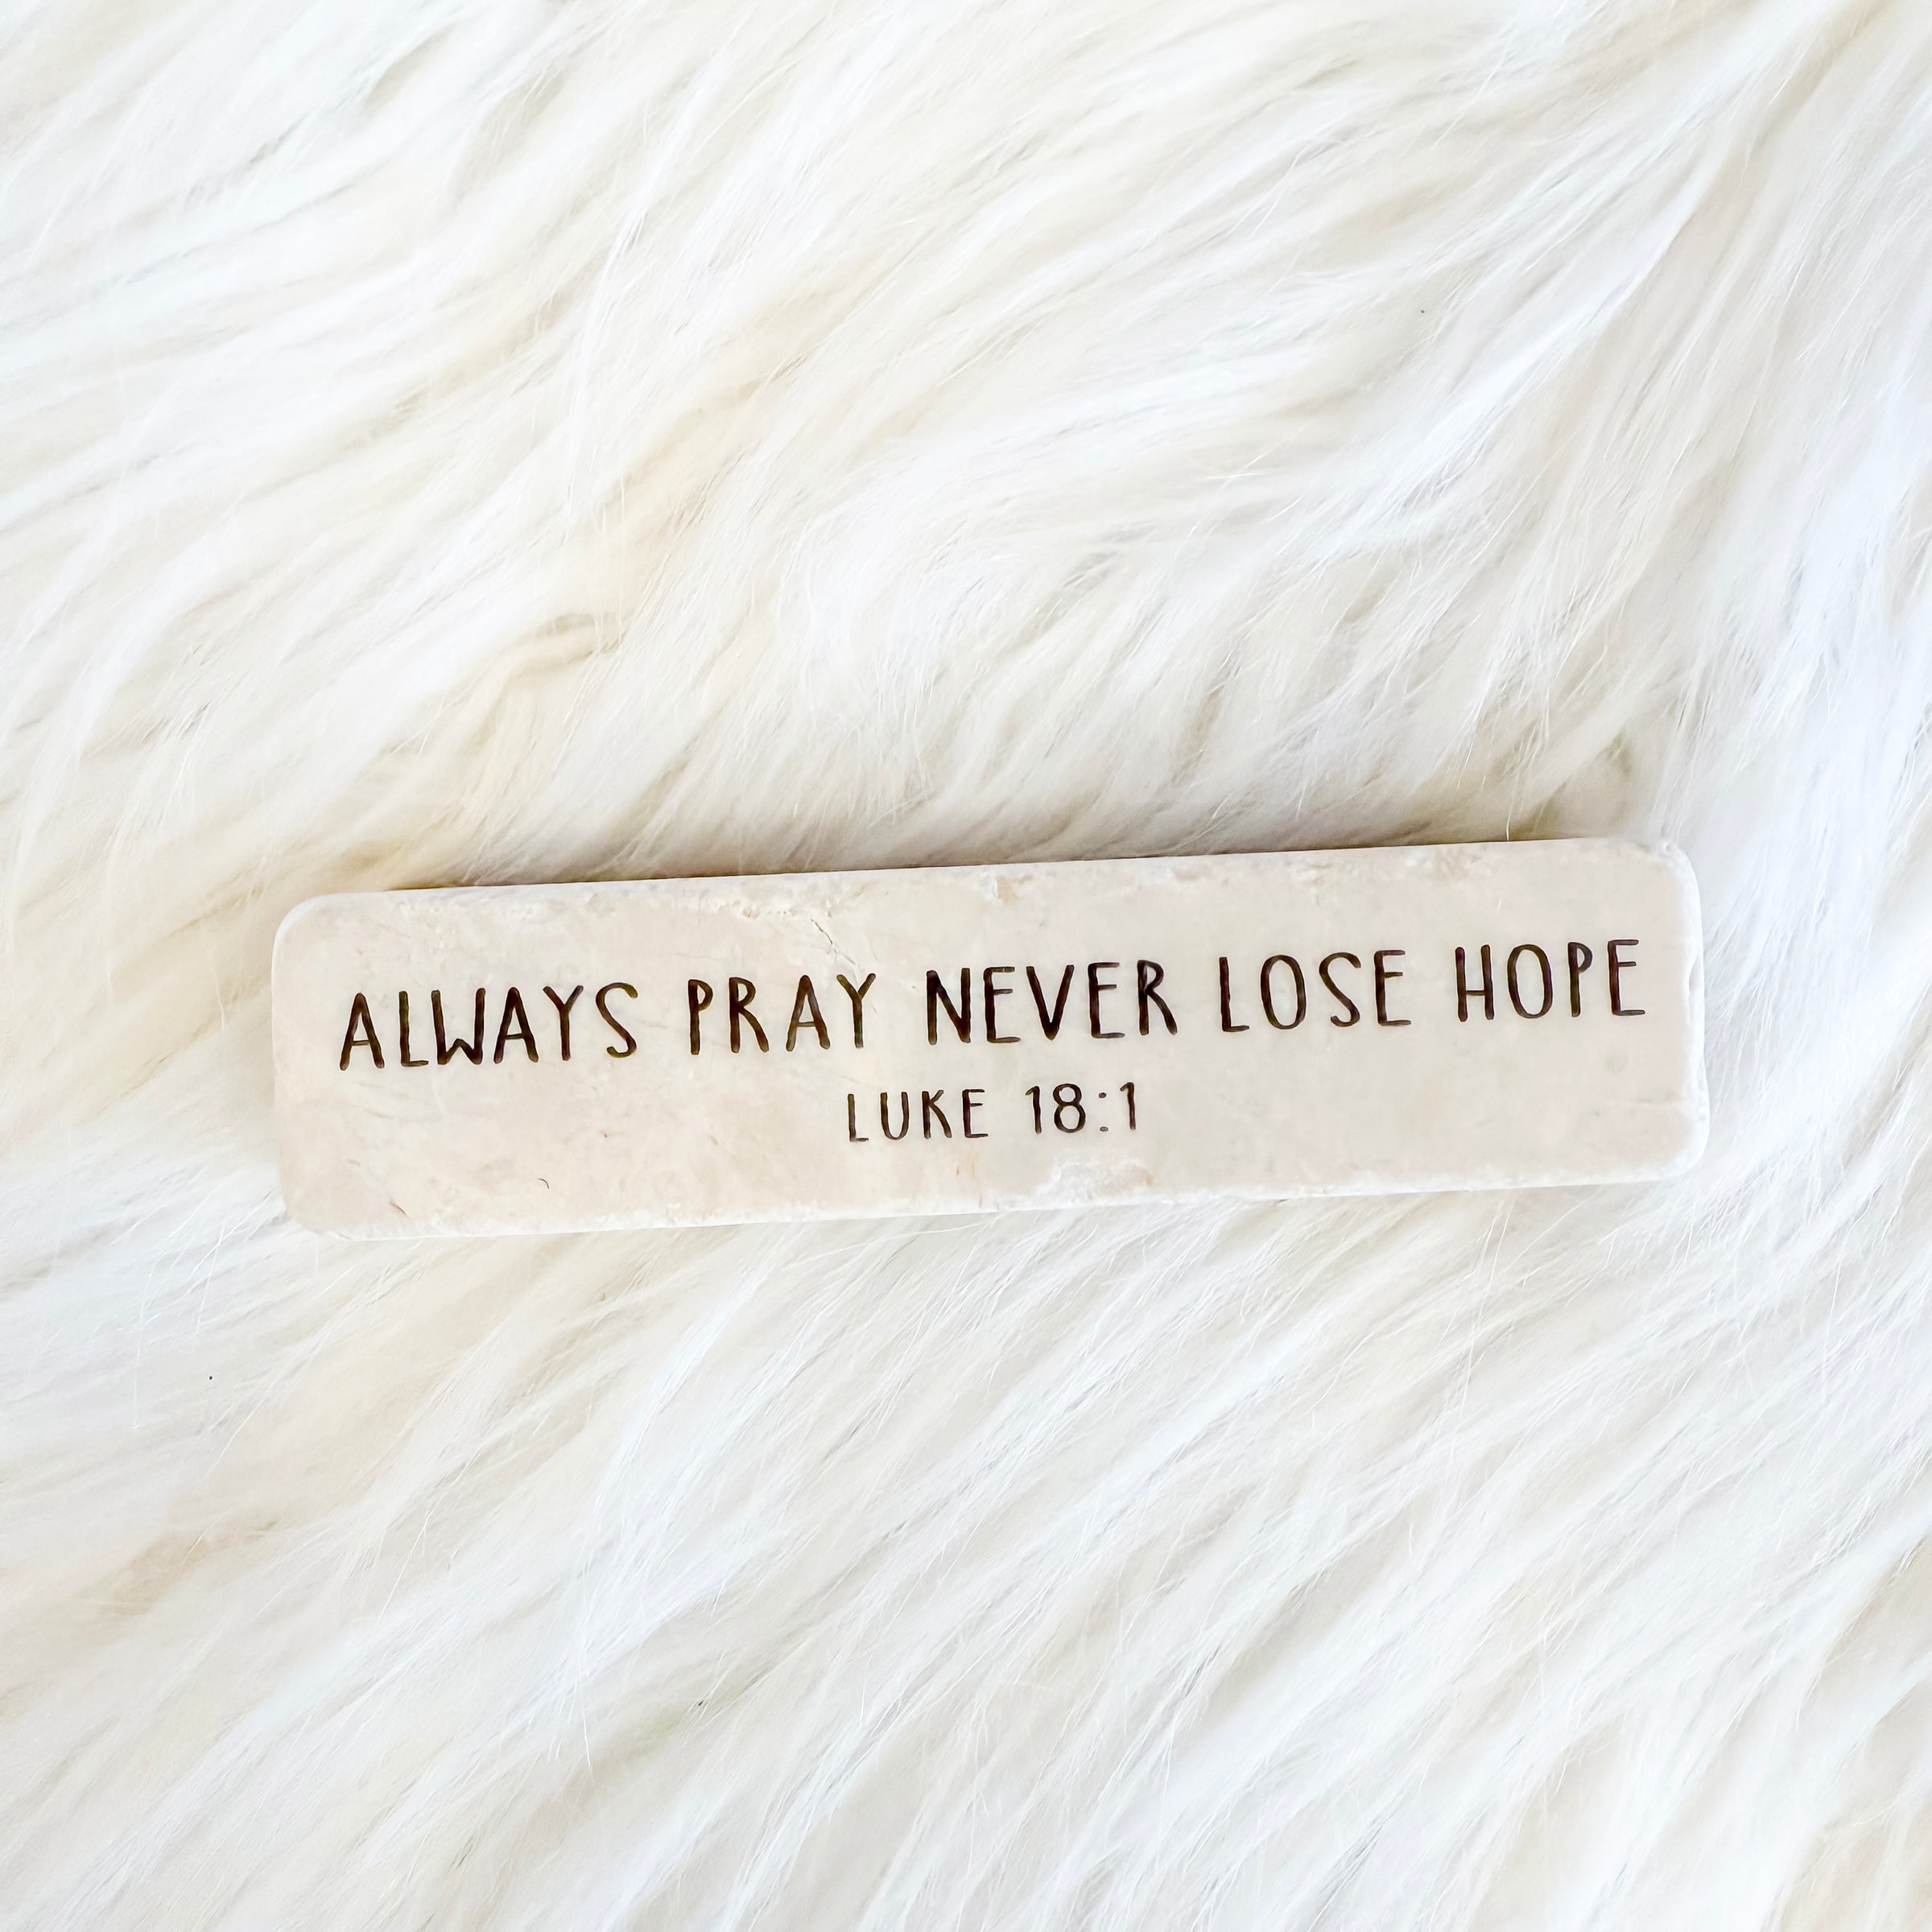 ALWAYS PRAY NEVER LOSE HOPE
LUKE 18:1